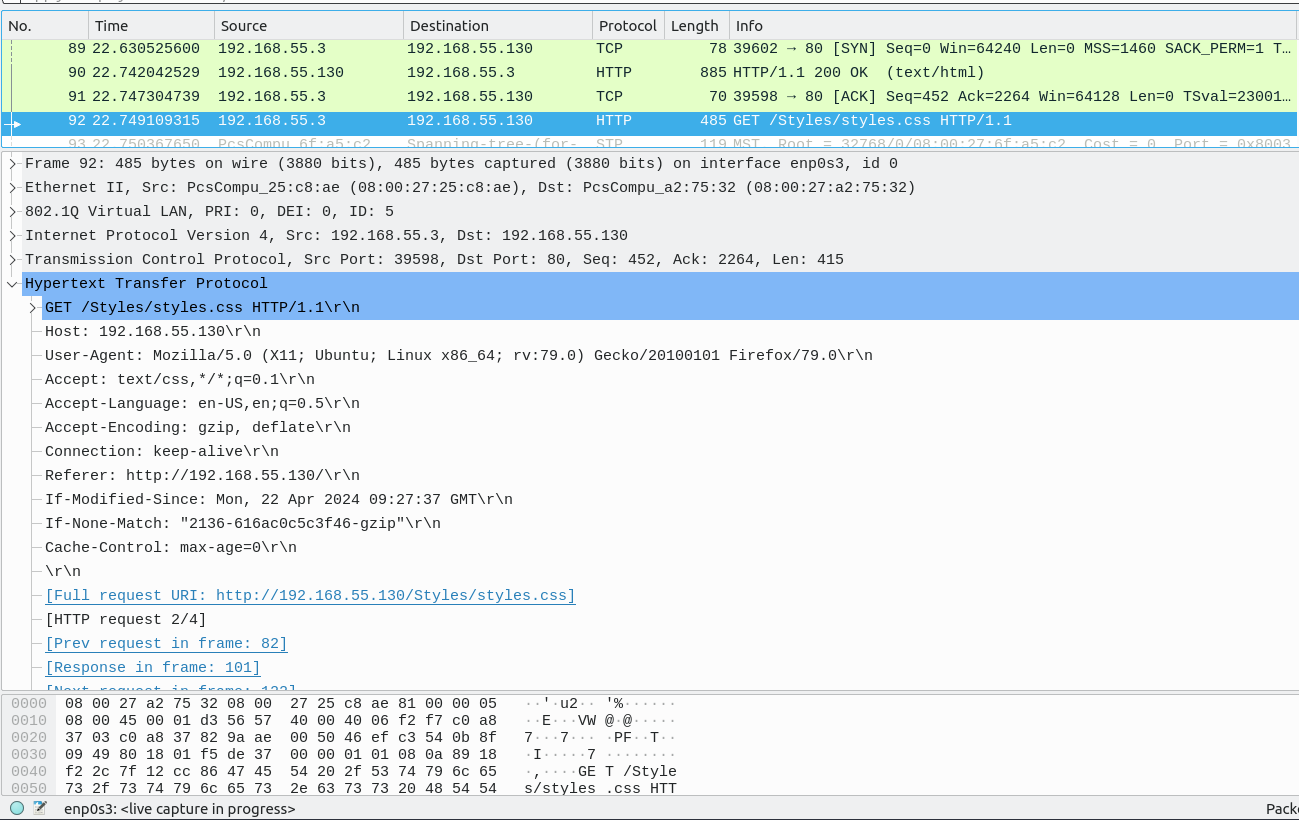 No. Time Source Destination Protocol Length Info
89 22.630525600 192.168.55.3 192.168.55.130 TCP 78 39602 → 80 [SYN] Seq=0 Win=64240 Len=0 MSS=1460 SACK_PERM=1 T…
90 22.742042529 192.168.55.130 192.168.55.3 HTTP 885 HTTP/1.1 200 OK (text/html)
91 22.747304739 192.168.55.3 192.168.55.130 TCP 70 39598 → 80 [ACK] Seq=452 Ack=2264 Win=64128 Len=0 TSval=23001…
92 22.749109315 192.168.55.3 192.168.55.130 HTTP 485 GET /Styles/styles.css HTTP/1.1
93 22.750367650 PcsCompu_6f:a5:c2 Spanning-tree-(for- STP 119 MST. Root = 32768/0/08:00:27:6f:a5:c2 Cost = 0 Port = 0x8003
Frame 92: 485 bytes on wire (3880 bits), 485 bytes captured (3880 bits) on interface enp0s3, id 0
Ethernet II, Src: PcsCompu_25:c8:ae (08:00:27:25:c8:ae), Dst: PcsCompu_a2:75:32 (08:00:27:a2:75:32)
802.1Q Virtual LAN, PRI: 0, DEI: 0, ID: 5
Internet Protocol Version 4, Src: 192.168.55.3, Dst: 192.168.55.130
Transmission Control Protocol, Src Port: 39598, Dst Port: 80, Seq: 452, Ack: 2264, Len: 415
Hypertext Transfer Protocol
GET /Styles/styles.css HTTP/1.1\r\n
Host: 192.168.55.130\r\n
User-Agent: Mozilla/5.0 (X11; Ubuntu; Linux x86_64; rv:79.0) Gecko/20100101 Firefox/79.0\r\n
Accept: text/css,*/*;q=0.1\r\n
Accept-Language: en-US,en;q=0.5\r\n
Accept-Encoding: gzip, deflate\r\n
Connection: keep-alive\r\n
Referer: http://192.168.55.130/\r\n
If-Modified-Since: Mon, 22 Apr 2024 09:27:37 GMT\r\n
If-None-Match: "2136-616ac0c5c3f46-gzip"\r\n
Cache-Control: max-age=0\r\n
\r\n
[Full request URI: http://192.168.55.130/Styles/styles.css]
[HTTP request 2/4]
[Prev request in frame: 82]
[Response in frame: 101]
0000 08 00 27 a2 75 32 08 00 27 25 c8 ae 81 00 00 05 ··'·u2·· '%······
0010 08 00 45 00 01 d3 56 57 40 00 40 06 f2 f7 c0 a8 ··E···VW @·@·····
0020 37 03 c0 a8 37 82 9a ae 00 50 46 ef c3 54 0b 8f 7···7··· ·PF··T··
0030 09 49 80 18 01 f5 de 37 00 00 01 01 08 0a 89 18 ·I·····7 ········
0040 f2 2c 7f 12 cc 86 47 45 54 20 2f 53 74 79 6c 65 ·,····GE T /Style
0050 73 2f 73 74 79 6c 65 73 2e 63 73 73 20 48 54 54 s/styles .css HTT
enp0s3: <live capture in progress> Pack